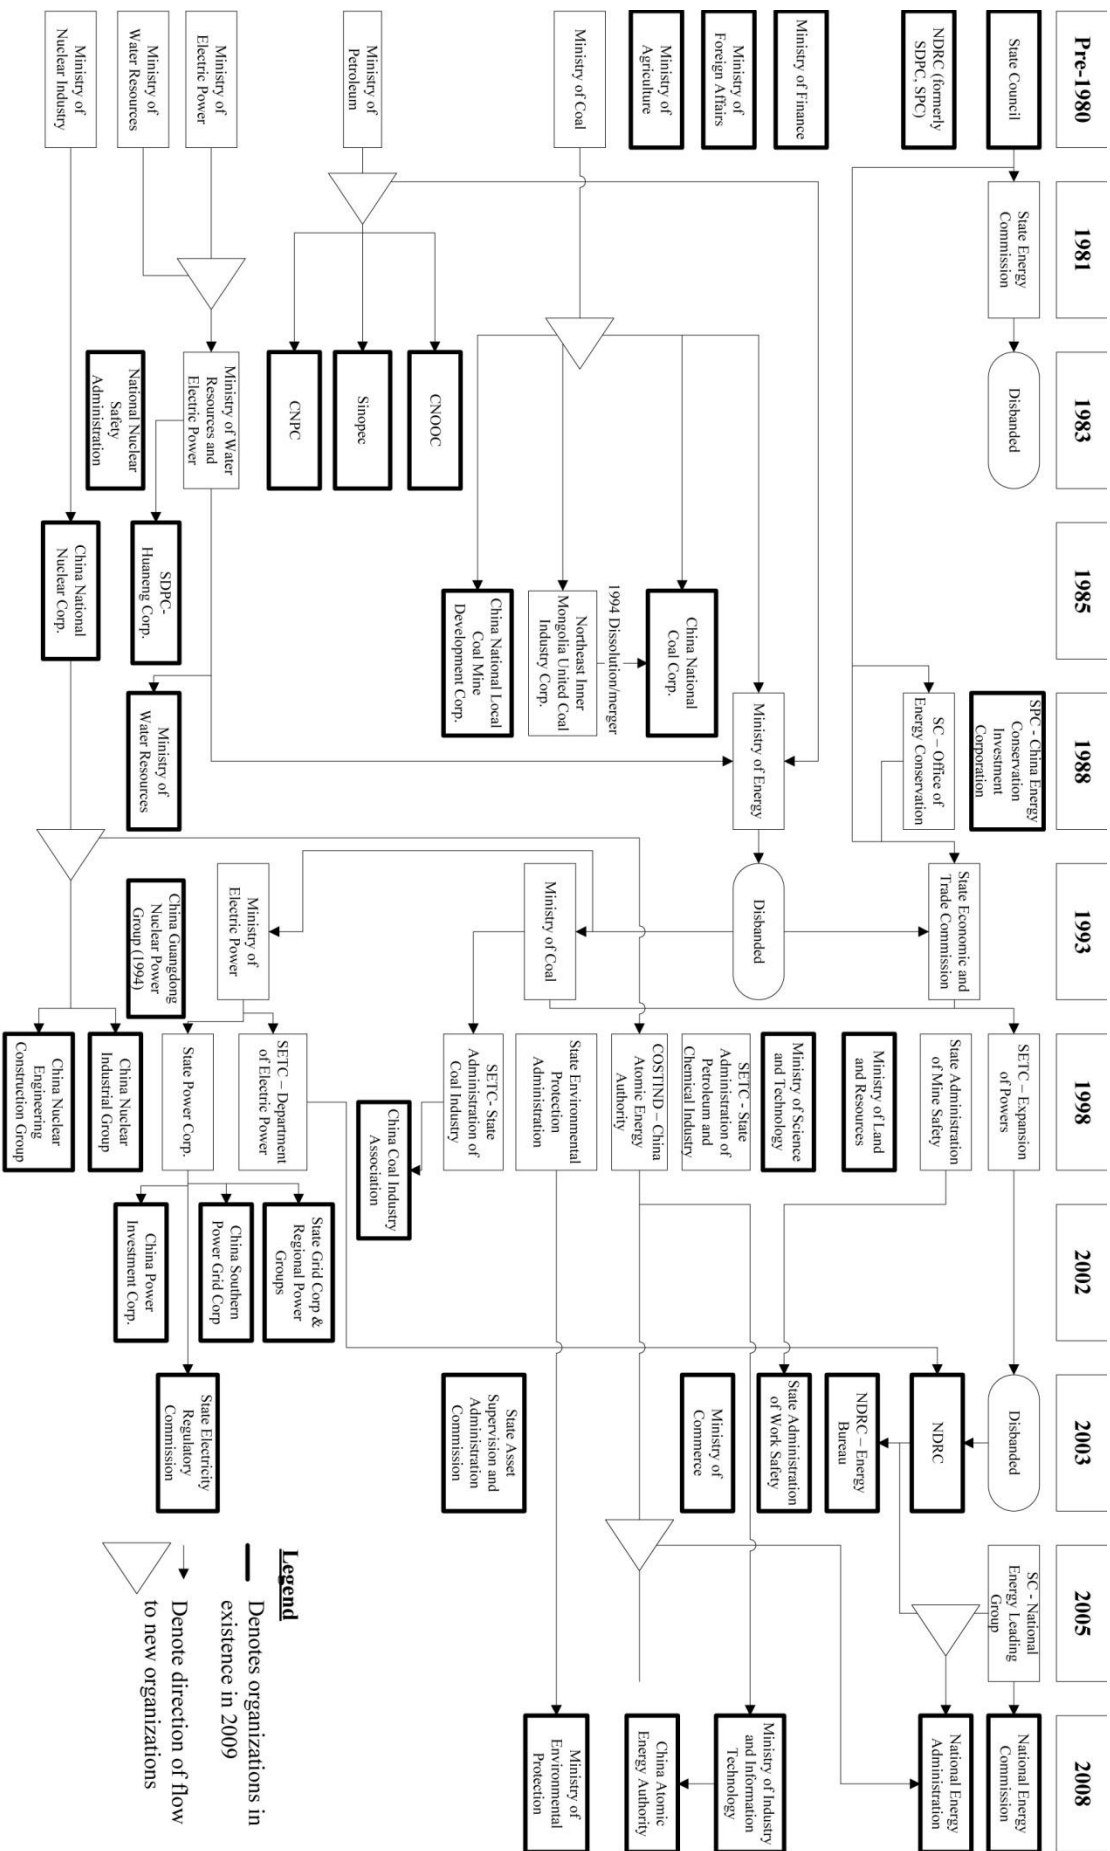 Pre-1980
1981
1983
1985
1988
1993
1998
2002
2003
2005
2008
State Council
NDRC (formerly
SDPC, SPC)
Ministry of Finance
Ministry of
Foreign Affairs
Ministry of
Agriculture
Ministry of Coal
Ministry of
Petroleum
Ministry of
Electric Power
Ministry of
Water Resources
Ministry of
Nuclear Industry
State Energy
Commission
Disbanded
CNOOC
Sinopec
CNPC
Ministry of Water
Resources and
Electric Power
National Nuclear
Safety
Administration
China National
Coal Corp.
1994 Dissolution/merger
Northeast Inner
Mongolia United Coal
Industry Corp.
China National Local
Coal Mine
Development Corp.
SDPC-
Huaneng Corp.
China National
Nuclear Corp.
SPC - China Energy
Conservation
Investment
Corporation
SC – Office of
Energy Conservation
Ministry of Energy
Ministry of
Water Resources
State Economic and
Trade Commission
Disbanded
Ministry of Coal
Ministry of
Electric Power
China Guangdong
Nuclear Power
Group (1994)
SETC – Expansion
of Powers
State Administration
of Mine Safety
Ministry of Land
and Resources
Ministry of Science
and Technology
SETC - State
Administration of
Petroleum and
Chemical Industry
COSTIND – China
Atomic Energy
Authority
State Environmental
Protection
Administration
SETC- State
Administration of
Coal Industry
China Coal Industry
Association
SETC – Department
of Electric Power
State Power Corp.
China Nuclear
Industrial Group
China Nuclear
Engineering
Construction Group
State Grid Corp &
Regional Power
Groups
China Southern
Power Grid Corp
China Power
Investment Corp.
Disbanded
NDRC
NDRC – Energy
Bureau
State Administration
of Work Safety
Ministry of
Commerce
State Asset
Supervision and
Administration
Commission
State Electricity
Regulatory
Commission
SC - National
Energy Leading
Group
National Energy
Commission
National Energy
Administration
Ministry of Industry
and Information
Technology
China Atomic
Energy Authority
Ministry of
Environmental
Protection
Legend
Denotes organizations in
existence in 2009
Denote direction of flow
to new organizations